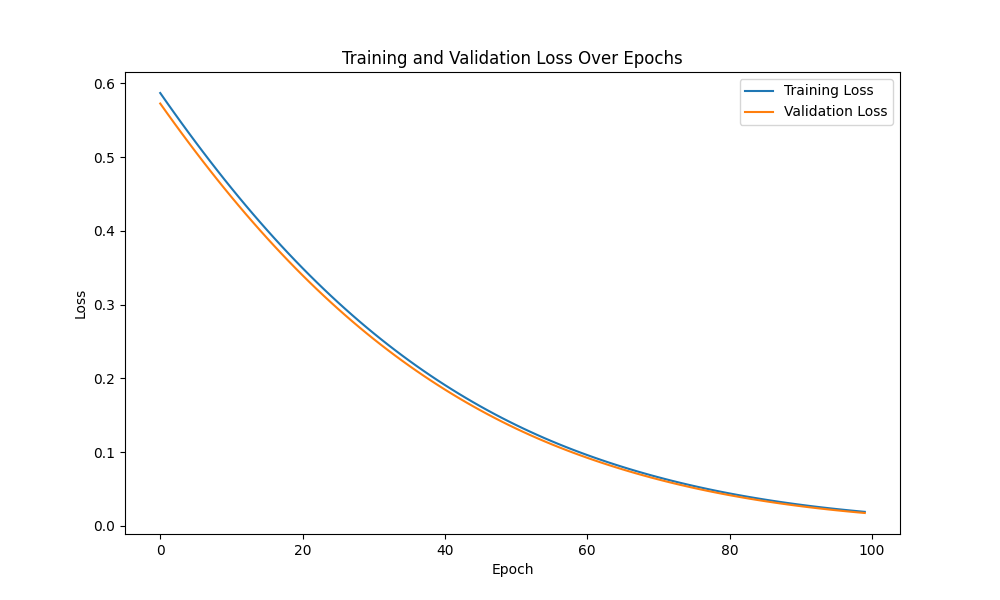 Training and Validation Loss Over Epochs
Training Loss
Validation Loss
0.6
0.5
0.4
0.3
0.2
0.1
0.0
Loss
0 20 40 60 80 100
Epoch